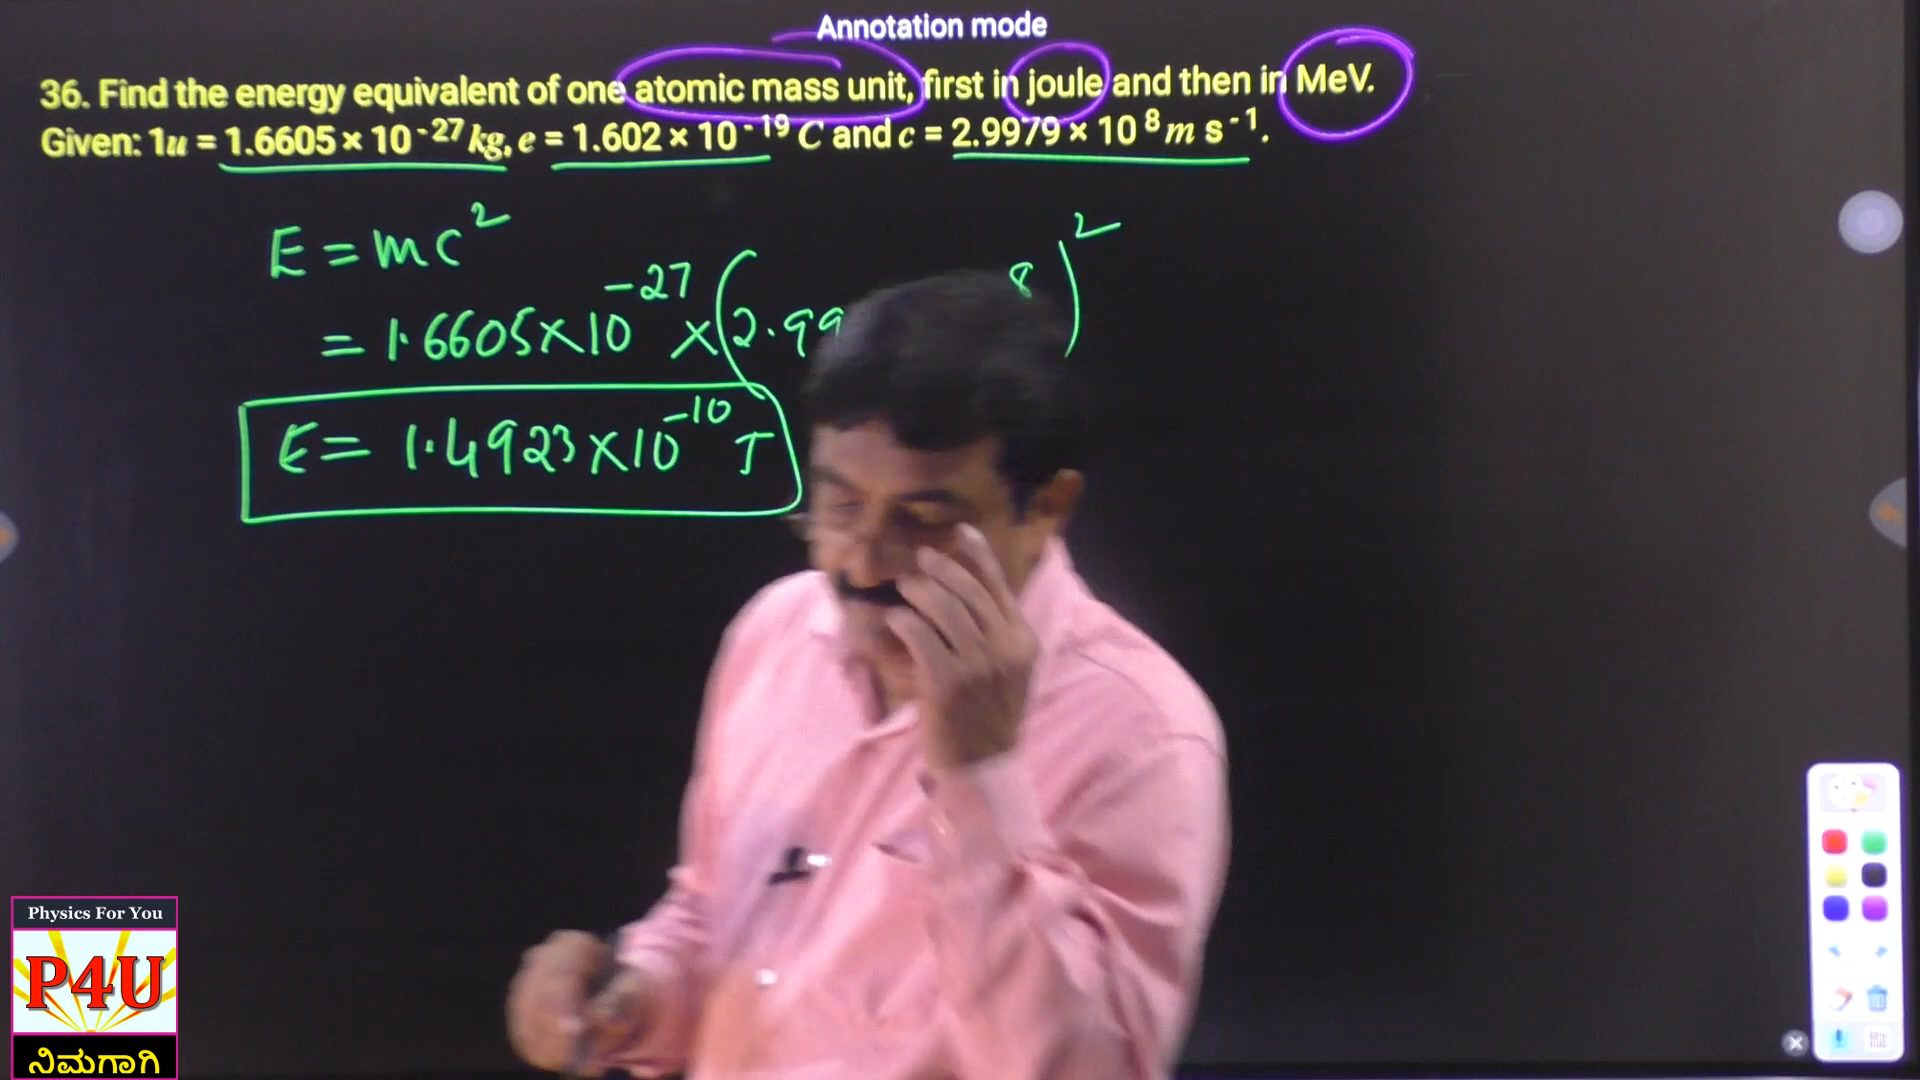 Annotation mode
36. Find the energy equivalent of one atomic mass unit, first in joule and then in MeV.
Given: 1u = 1.6605 × 10⁻²⁷ kg, e = 1.602 × 10⁻¹⁹ C and c = 2.9979 × 10⁸ m s⁻¹.
E = mc²
= 1.6605 × 10⁻²⁷ × (2.99 ⁸)²
E = 1.4923 × 10⁻¹⁰ J
Physics For You
P4U
ನಿಮಗಾಗಿ